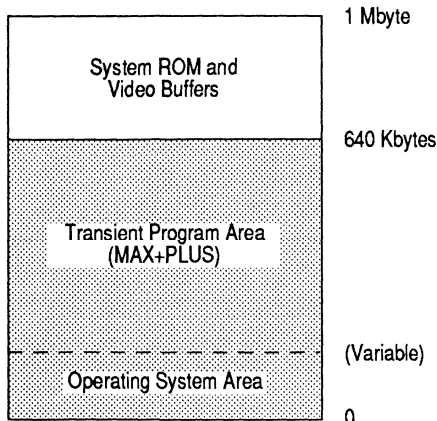 1 Mbyte
System ROM and
Video Buffers
640 Kbytes
Transient Program Area
(MAX+PLUS)
(Variable)
Operating System Area
0